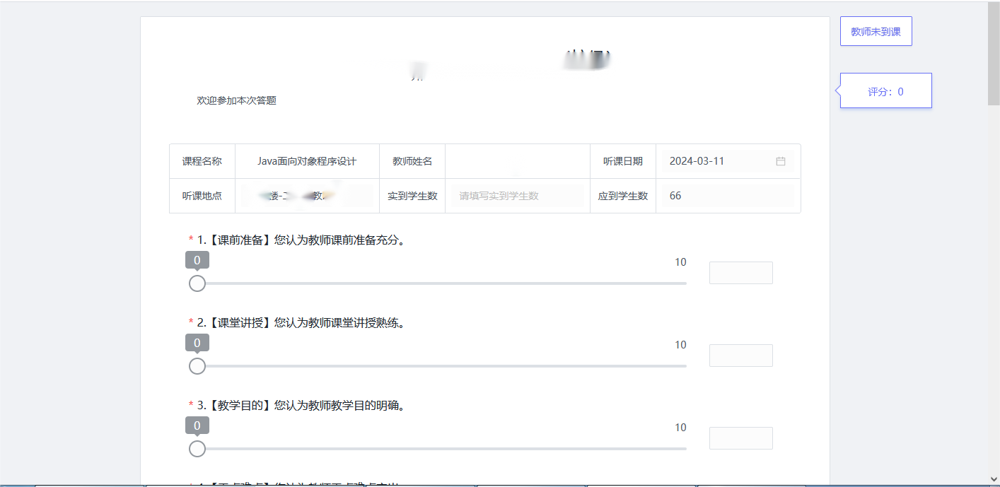 教师未到课
评分：0
欢迎参加本次答题
课程名称 Java面向对象程序设计 教师姓名 听课日期 2024-03-11
听课地点 实到学生数 请填写实到学生数 应到学生数 66
* 1.【课前准备】您认为教师课前准备充分。
0
10
* 2.【课堂讲授】您认为教师课堂讲授熟练。
0
10
* 3.【教学目的】您认为教师教学目的明确。
0
10